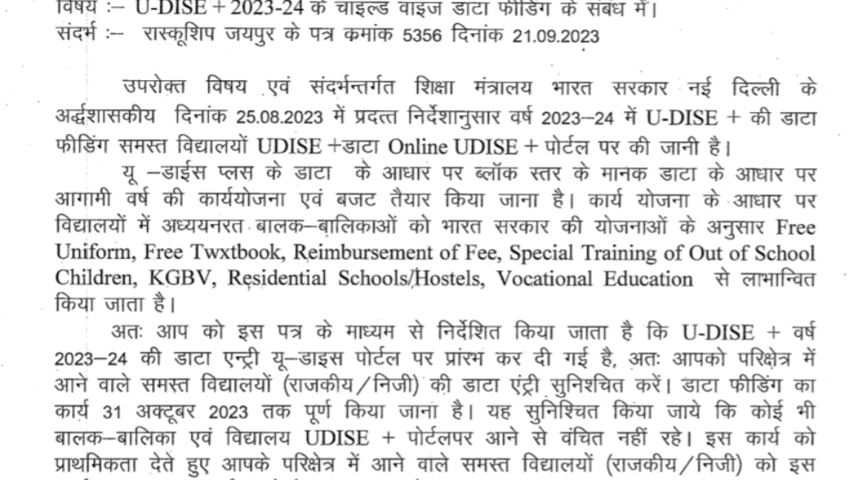 विषय :– U-DISE + 2023-24 के चाइल्ड वाइज डाटा फीडिंग के संबंध में।
संदर्भ :– रास्कूशिप जयपुर के पत्र क्रमांक 5356 दिनांक 21.09.2023
उपरोक्त विषय एवं संदर्भन्तर्गत शिक्षा मंत्रालय भारत सरकार नई दिल्ली के
अर्द्धशासकीय दिनांक 25.08.2023 में प्रदत्त निर्देशानुसार वर्ष 2023–24 में U-DISE + की डाटा
फीडिंग समस्त विद्यालयों UDISE +डाटा Online UDISE + पोर्टल पर की जानी है।
यू –डाईस प्लस के डाटा के आधार पर ब्लॉक स्तर के मानक डाटा के आधार पर
आगामी वर्ष की कार्ययोजना एवं बजट तैयार किया जाना है। कार्य योजना के आधार पर
विद्यालयों में अध्ययनरत बालक–बालिकाओं को भारत सरकार की योजनाओं के अनुसार Free
Uniform, Free Twxtbook, Reimbursement of Fee, Special Training of Out of School
Children, KGBV, Residential Schools/Hostels, Vocational Education से लाभान्वित
किया जाता है।
अतः आप को इस पत्र के माध्यम से निर्देशित किया जाता है कि U-DISE + वर्ष
2023–24 की डाटा एन्ट्री यू–डाइस पोर्टल पर प्रांरभ कर दी गई है, अतः आपको परिक्षेत्र में
आने वाले समस्त विद्यालयों (राजकीय/निजी) की डाटा एंट्री सुनिशचित करें। डाटा फीडिंग का
कार्य 31 अक्टूबर 2023 तक पूर्ण किया जाना है। यह सुनिश्चित किया जाये कि कोई भी
बालक–बालिका एवं विद्यालय UDISE + पोर्टलपर आने से वंचित नहीं रहे। इस कार्य को
प्राथमिकता देते हुए आपके परिक्षेत्र में आने वाले समस्त विद्यालयों (राजकीय/निजी) को इस